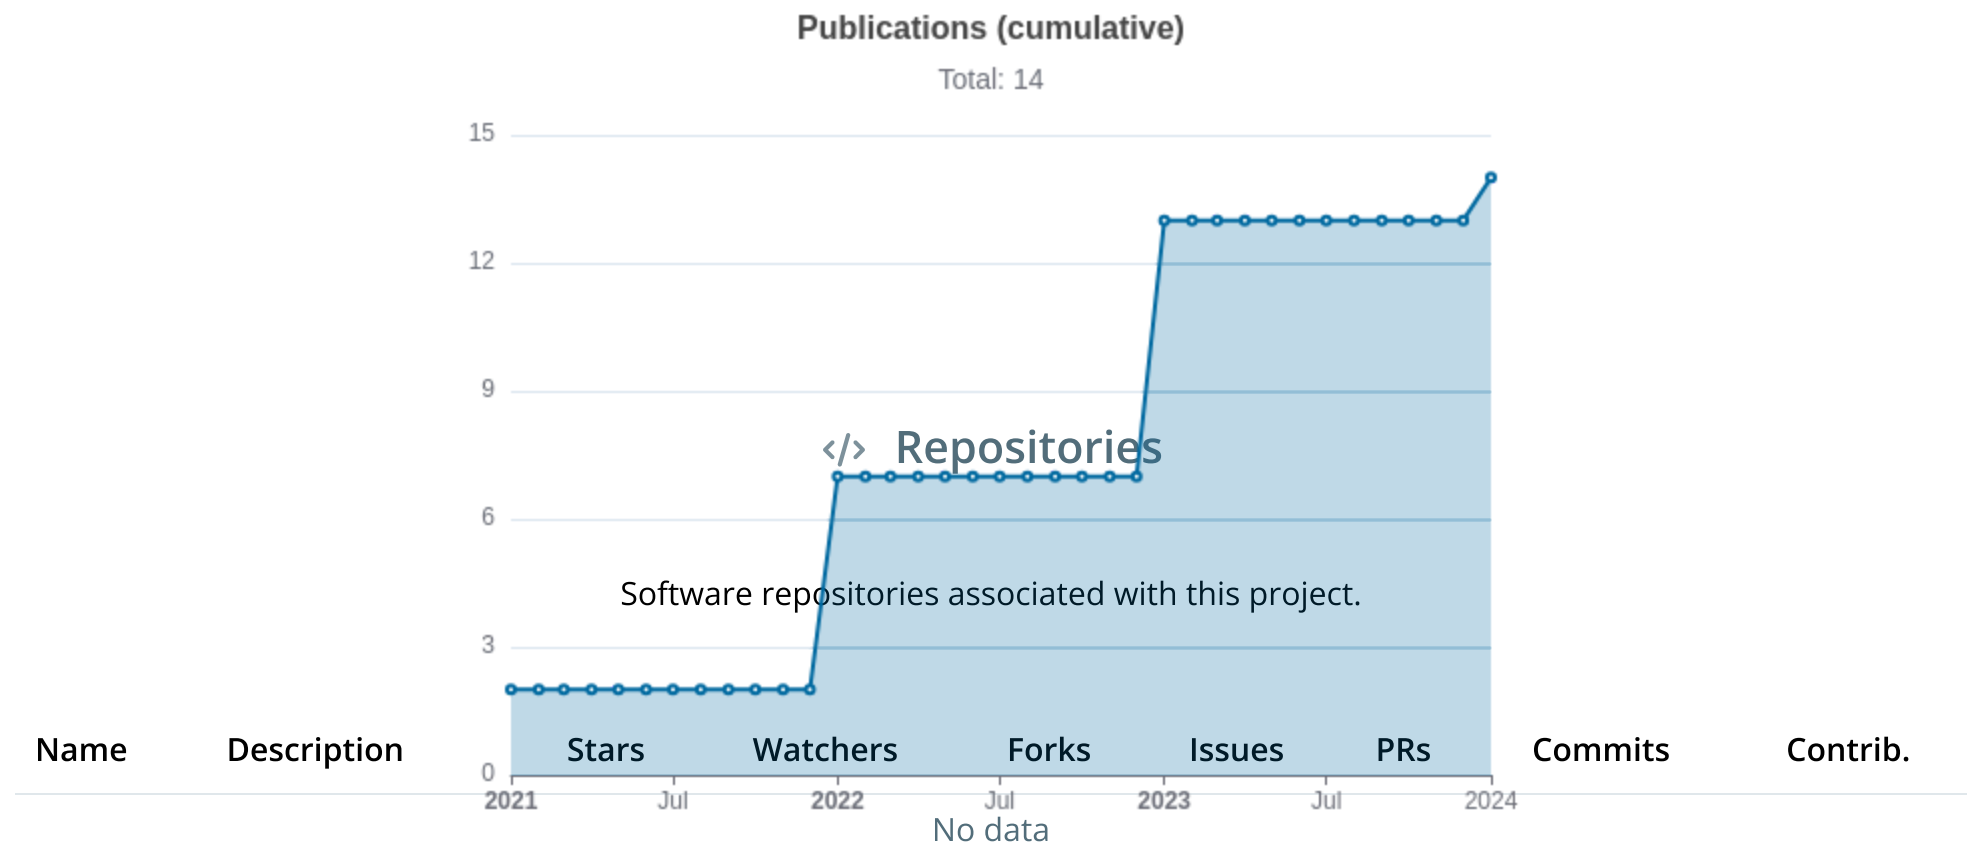 Publications (cumulative)
Total: 14
15
12
9
</> Repositories
6
Software repositories associated with this project.
3
Name Description Stars Watchers Forks Issues PRs Commits Contrib.
0
2021 Jul 2022 Jul 2023 Jul 2024
No data